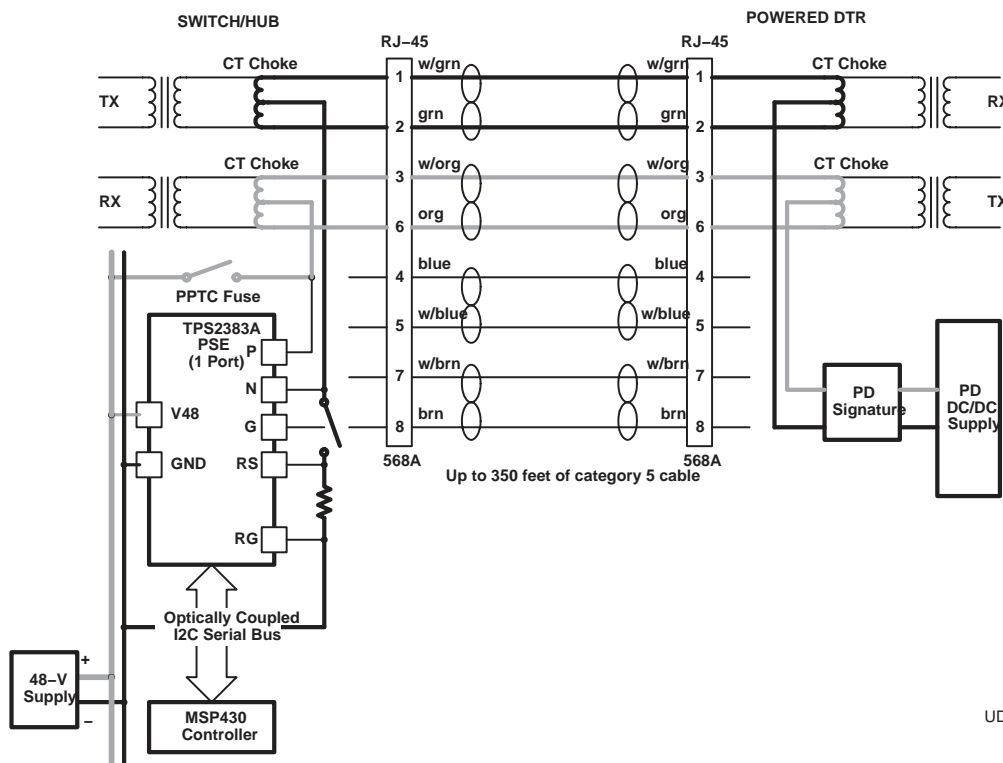 SWITCH/HUB
POWERED DTR
RJ–45
RJ–45
CT Choke
w/grn
w/grn
CT Choke
1
1
TX
RX
grn
grn
2
2
CT Choke
w/org
w/org
CT Choke
3
3
RX
TX
org
org
6
6
blue
blue
4
4
PPTC Fuse
w/blue
w/blue
5
5
TPS2383A
PSE
(1 Port)
P
w/brn
w/brn
7
7
N
V48
G
brn
brn
8
8
PD
Signature
PD
DC/DC
Supply
GND
RS
568A
568A
Up to 350 feet of category 5 cable
RG
Optically Coupled
I2C Serial Bus
+
48–V
Supply
–
MSP430
Controller
UD